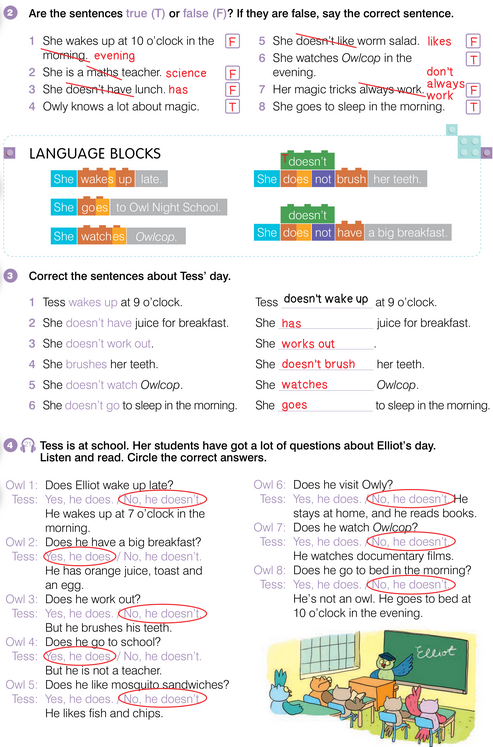 2 Are the sentences true (T) or false (F)? If they are false, say the correct sentence.
1 She wakes up at 10 o'clock in the morning. evening F
2 She is a maths teacher. science F
3 She doesn't have lunch. has F
4 Owly knows a lot about magic. T
5 She doesn't like worm salad. likes F
6 She watches Owlcop in the evening. T
7 Her magic tricks always work. don't always work F
8 She goes to sleep in the morning. T
LANGUAGE BLOCKS
She wakes up late.
She goes to Owl Night School.
She watches Owlcop.
doesn't
She does not brush her teeth.
doesn't
She does not have a big breakfast.
3 Correct the sentences about Tess' day.
1 Tess wakes up at 9 o'clock. Tess doesn't wake up at 9 o'clock.
2 She doesn't have juice for breakfast. She has juice for breakfast.
3 She doesn't work out. She works out.
4 She brushes her teeth. She doesn't brush her teeth.
5 She doesn't watch Owlcop. She watches Owlcop.
6 She doesn't go to sleep in the morning. She goes to sleep in the morning.
4 Tess is at school. Her students have got a lot of questions about Elliot's day.
Listen and read. Circle the correct answers.
Owl 1: Does Elliot wake up late?
Tess: Yes, he does. / No, he doesn't.
He wakes up at 7 o'clock in the
morning.
Owl 2: Does he have a big breakfast?
Tess: Yes, he does. / No, he doesn't.
He has orange juice, toast and
an egg.
Owl 3: Does he work out?
Tess: Yes, he does. / No, he doesn't.
But he brushes his teeth.
Owl 4: Does he go to school?
Tess: Yes, he does. / No, he doesn't.
But he is not a teacher.
Owl 5: Does he like mosquito sandwiches?
Tess: Yes, he does. / No, he doesn't.
He likes fish and chips.
Owl 6: Does he visit Owly?
Tess: Yes, he does. / No, he doesn't. He
stays at home, and he reads books.
Owl 7: Does he watch Owlcop?
Tess: Yes, he does. / No, he doesn't.
He watches documentary films.
Owl 8: Does he go to bed in the morning?
Tess: Yes, he does. / No, he doesn't.
He's not an owl. He goes to bed at
10 o'clock in the evening.
Elliot